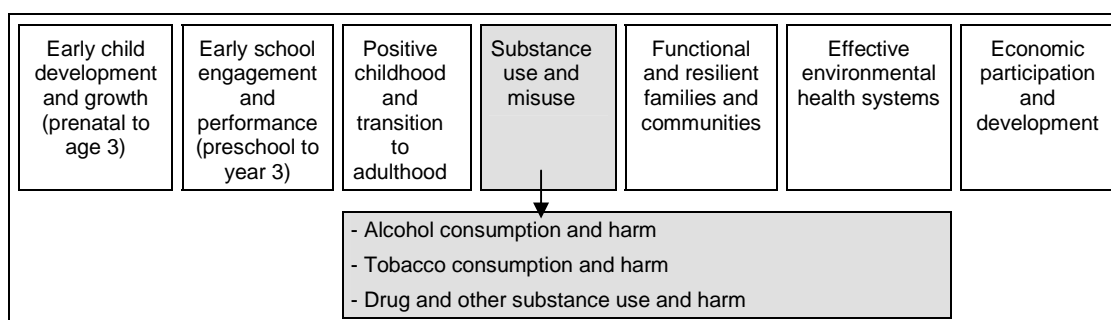 Early child
development
and growth
(prenatal to
age 3)
Early school
engagement
and
performance
(preschool to
year 3)
Positive
childhood
and
transition
to
adulthood
Substance
use and
misuse
Functional
and resilient
families and
communities
Effective
environmental
health systems
Economic
participation
and
development
- Alcohol consumption and harm
- Tobacco consumption and harm
- Drug and other substance use and harm